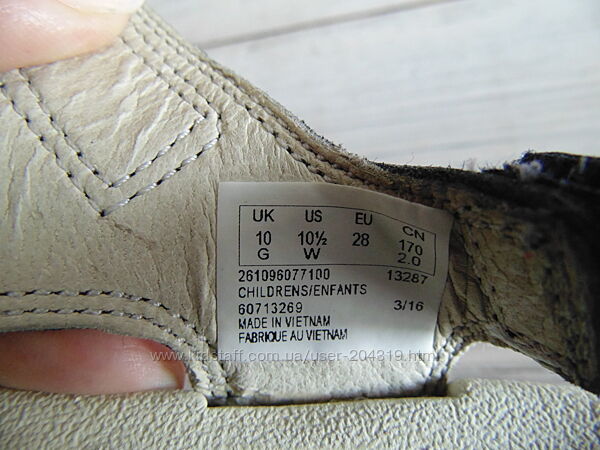 UK US EU CN
10 10½ 28 170
G W 2.0
261096077100 13287
CHILDRENS/ENFANTS
60713269 3/16
MADE IN VIETNAM
FABRIQUE AU VIETNAM
www.kidstaff.com.ua/user-204319.html